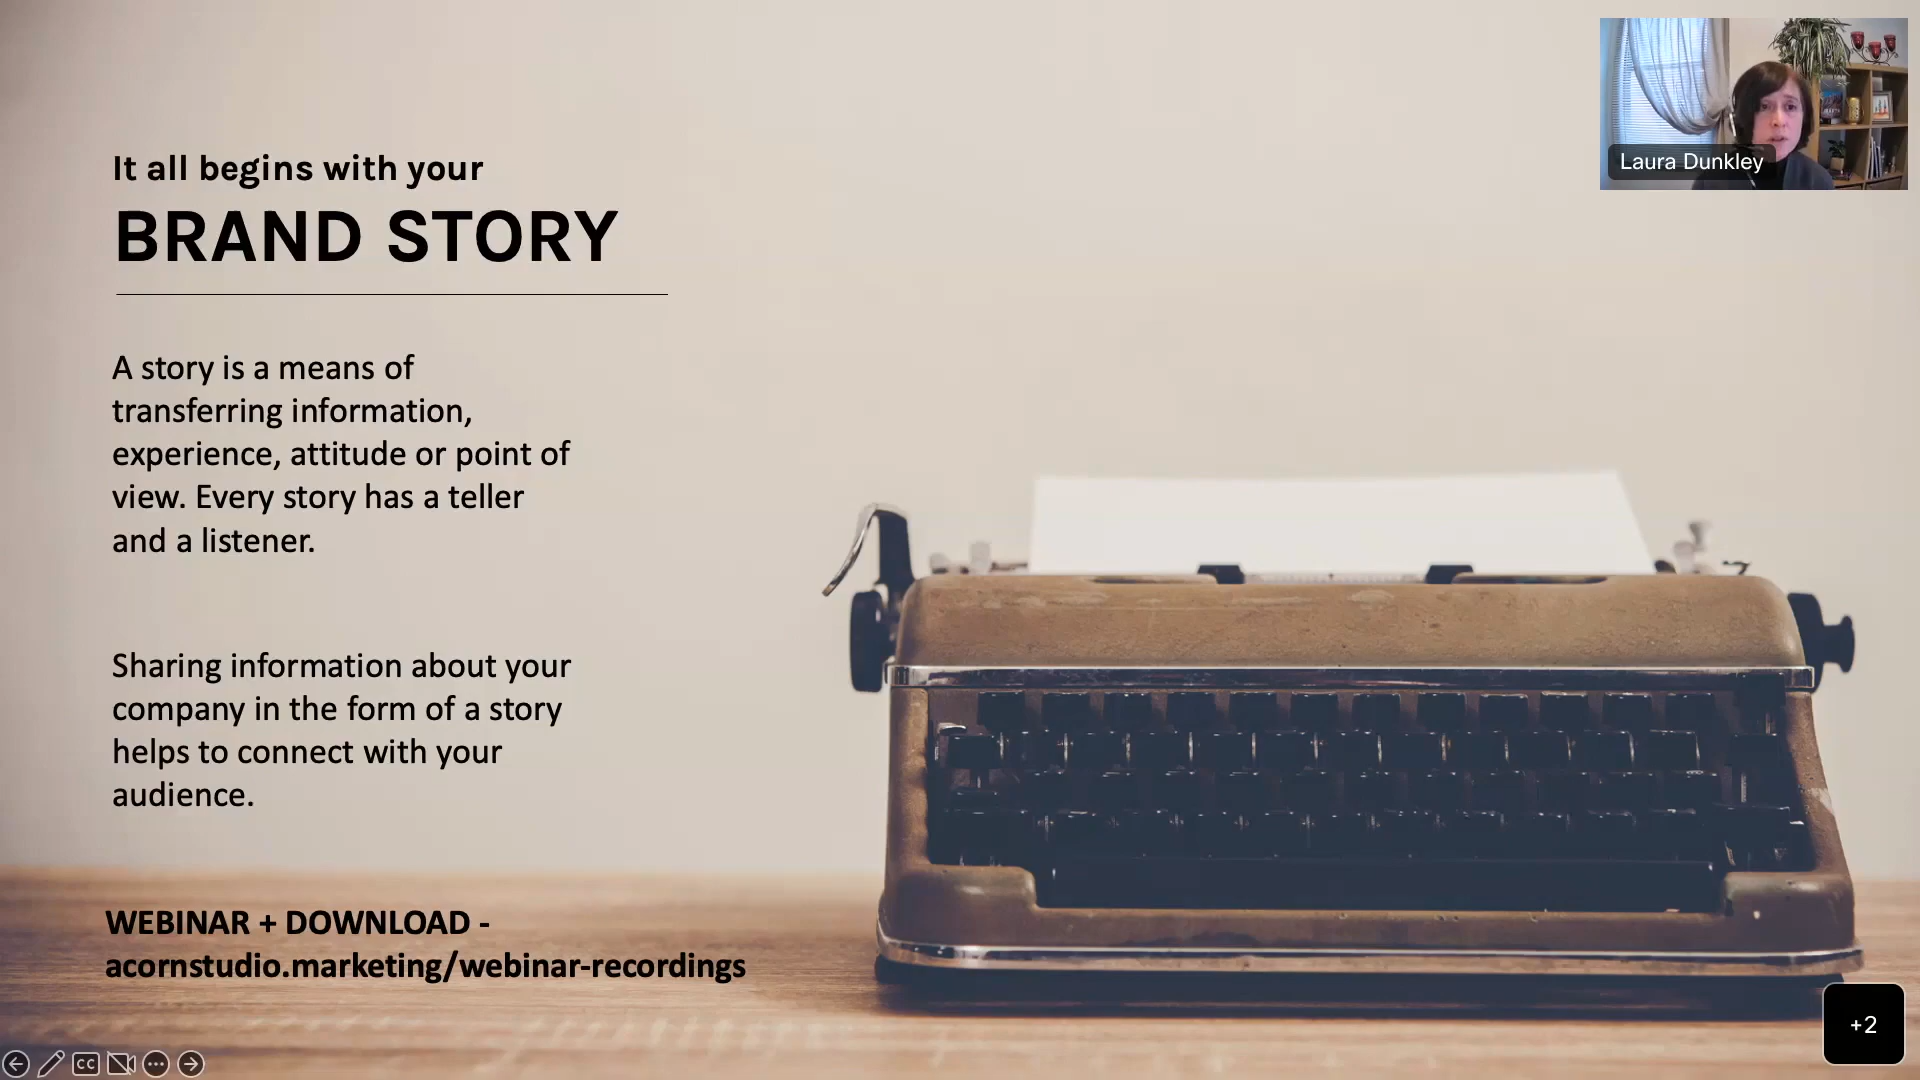 It all begins with your
BRAND STORY
A story is a means of
transferring information,
experience, attitude or point of
view. Every story has a teller
and a listener.
Sharing information about your
company in the form of a story
helps to connect with your
audience.
WEBINAR + DOWNLOAD -
acornstudio.marketing/webinar-recordings
Laura Dunkley
+2
CC